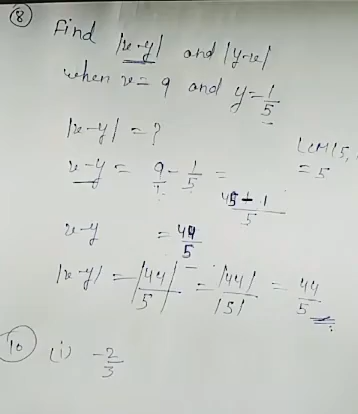 (8) Find |x-y| and |y-x|
when x = 9 and y = 1/5
|x-y| = ?
LCM(5,
= 5
x-y = 9/1 - 1/5 = 45-1/5
x-y = 44/5
|x-y| = |44/5| = |44|/|5| = 44/5
10 (i) -2/3